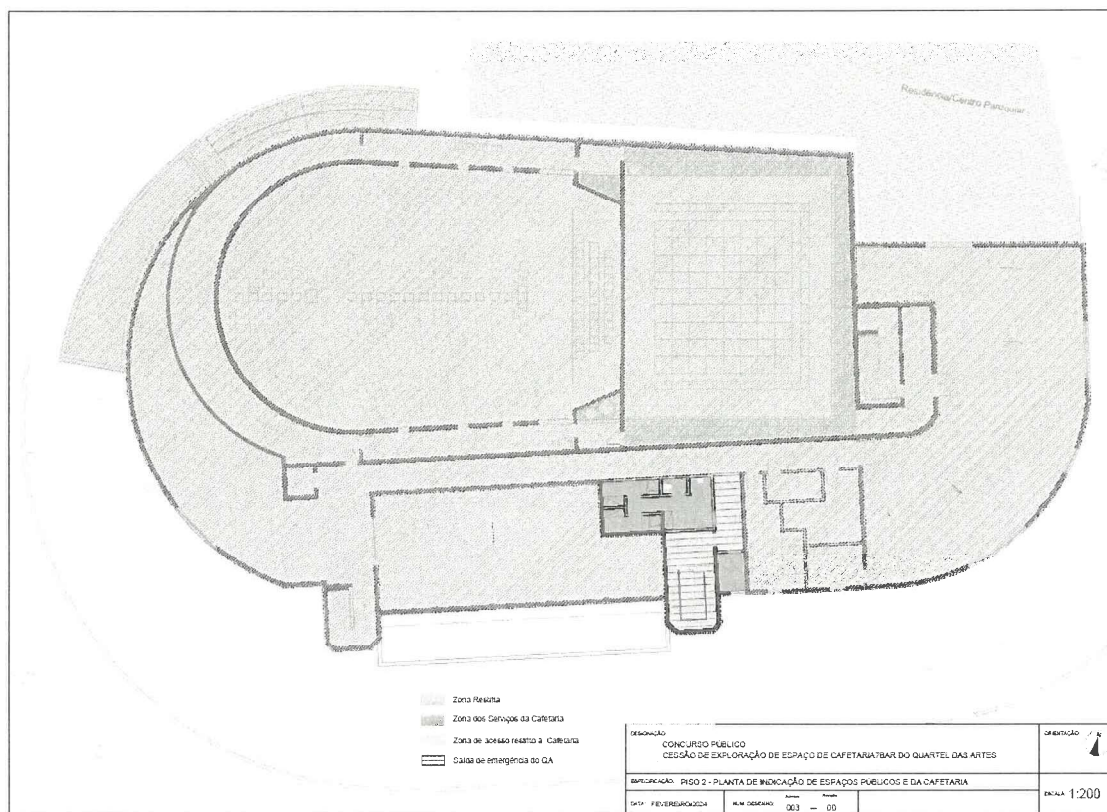 Residência/Centro Paroquial
Zona Restrita
Zona dos Serviços da Cafetaria
Zona de acesso restrito à Cafetaria
Saída de emergência do QA
DESIGNAÇÃO
CONCURSO PÚBLICO
CESSÃO DE EXPLORAÇÃO DE ESPAÇO DE CAFETARIA/BAR DO QUARTEL DAS ARTES
ORIENTAÇÃO
ESPECIFICAÇÃO PISO 2 - PLANTA DE INDICAÇÃO DE ESPAÇOS PÚBLICOS E DA CAFETARIA
ESCALA 1:200
DATA FEVEREIRO/2024
NUM. DESENHO 003 — 00